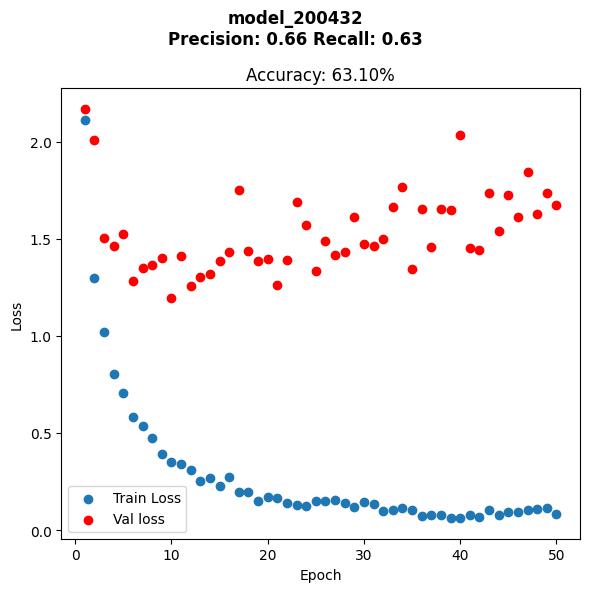 model_200432
Precision: 0.66 Recall: 0.63
Accuracy: 63.10%
2.0
1.5
1.0
0.5
0.0
Loss
Train Loss
Val loss
0 10 20 30 40 50
Epoch